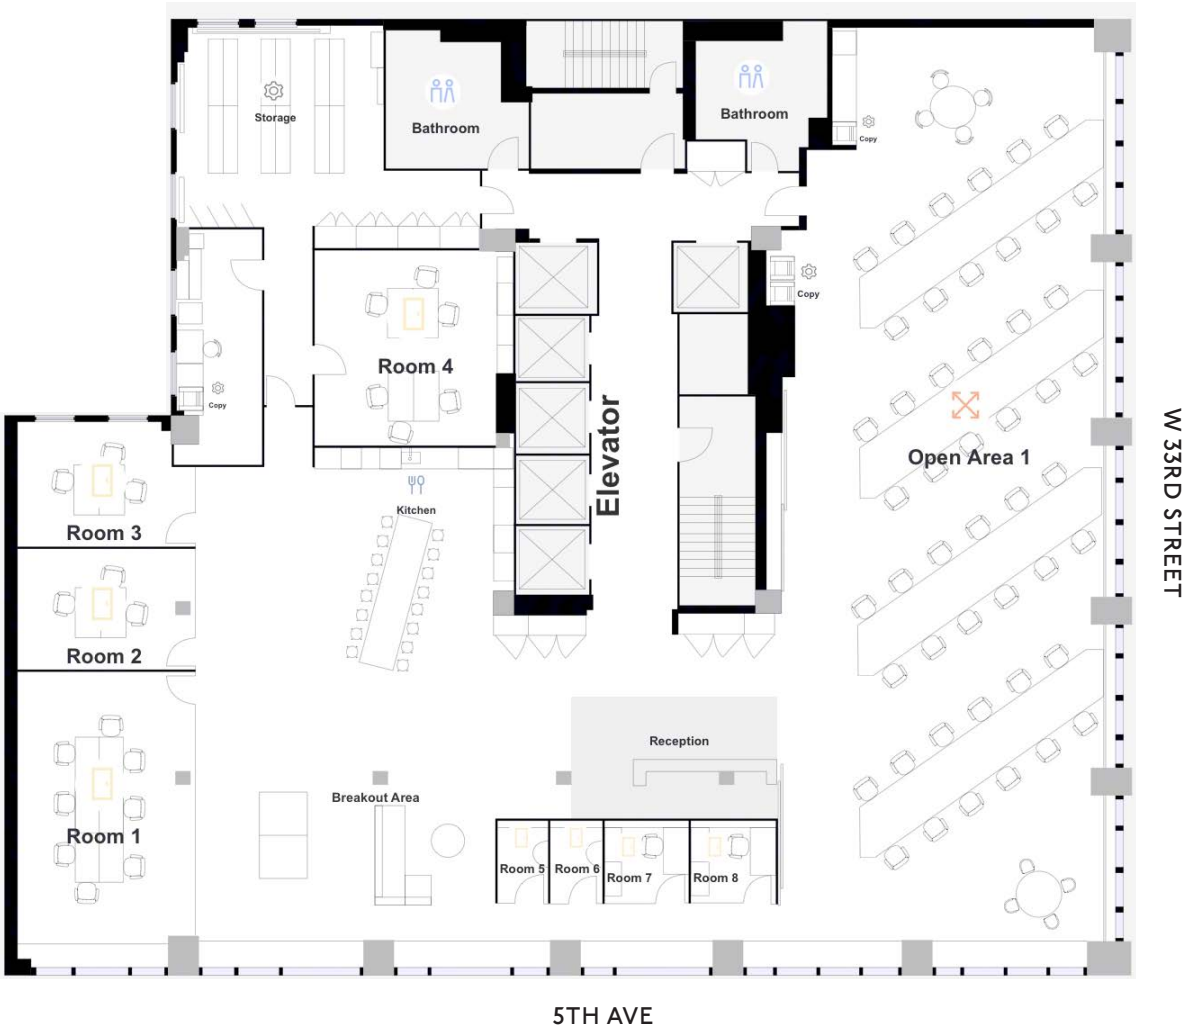 Storage
Bathroom
Bathroom
Copy
Copy
Room 4
Copy
Elevator
Open Area 1
W 33RD STREET
Kitchen
Room 3
Room 2
Reception
Breakout Area
Room 1
Room 5
Room 6
Room 7
Room 8
5TH AVE